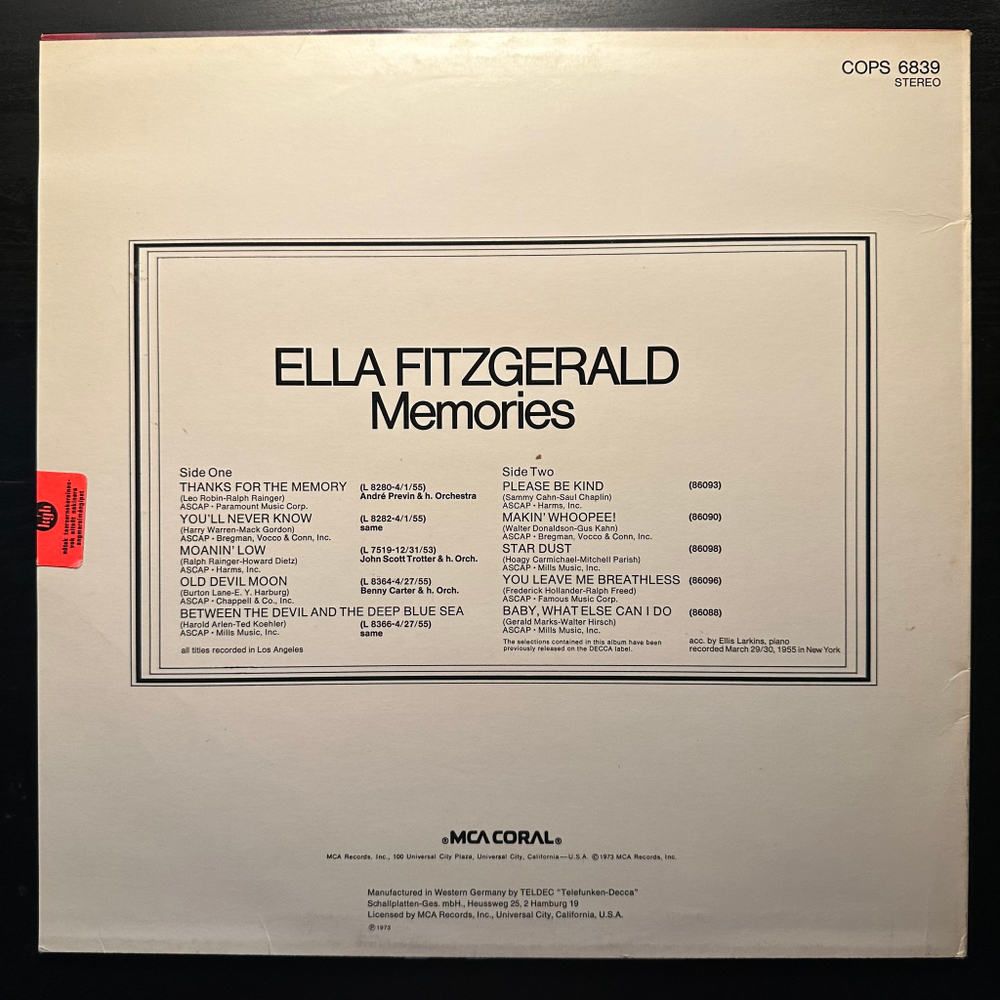 COPS 6839
STEREO
ELLA FITZGERALD
Memories
Side One
THANKS FOR THE MEMORY (L 8280-4/1/55)
(Leo Robin-Ralph Rainger) André Previn & h. Orchestra
ASCAP · Paramount Music Corp.
YOU'LL NEVER KNOW (L 8282-4/1/55)
(Harry Warren-Mack Gordon) same
ASCAP · Bregman, Vocco & Conn, Inc.
MOANIN' LOW (L 7519-12/31/53)
(Ralph Rainger-Howard Dietz) John Scott Trotter & h. Orch.
ASCAP · Harms, Inc.
OLD DEVIL MOON (L 8364-4/27/55)
(Burton Lane-E. Y. Harburg) Benny Carter & h. Orch.
ASCAP · Chappell & Co., Inc.
BETWEEN THE DEVIL AND THE DEEP BLUE SEA
(Harold Arlen-Ted Koehler) (L 8366-4/27/55)
ASCAP · Mills Music, Inc. same
all titles recorded in Los Angeles
Side Two
PLEASE BE KIND (86093)
(Sammy Cahn-Saul Chaplin)
ASCAP · Harms, Inc.
MAKIN' WHOOPEE! (86090)
(Walter Donaldson-Gus Kahn)
ASCAP · Bregman, Vocco & Conn, Inc.
STAR DUST (86098)
(Hoagy Carmichael-Mitchell Parish)
ASCAP · Mills Music, Inc.
YOU LEAVE ME BREATHLESS (86096)
(Frederick Hollander-Ralph Freed)
ASCAP · Famous Music Corp.
BABY, WHAT ELSE CAN I DO (86088)
(Gerald Marks-Walter Hirsch)
ASCAP · Mills Music, Inc.
The selections contained in this album have been
previously released on the DECCA label.
acc. by Ellis Larkins, piano
recorded March 29/30, 1955 in New York
® MCA CORAL ®
MCA Records, Inc., 100 Universal City Plaza, Universal City, California—U.S.A. ©1973 MCA Records, Inc.
Manufactured in Western Germany by TELDEC "Telefunken-Decca"
Schallplatten-Ges. mbH., Heussweg 25, 2 Hamburg 19
Licensed by MCA Records, Inc., Universal City, California, U.S.A.
℗ 1973